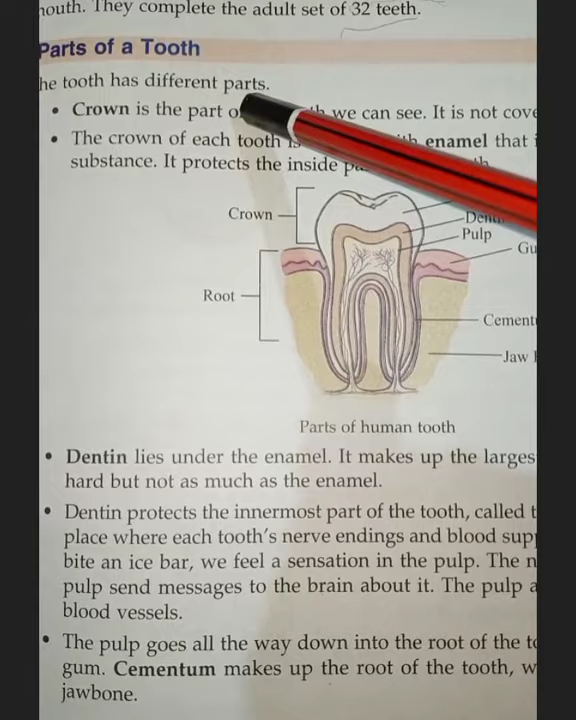 mouth. They complete the adult set of 32 teeth.
Parts of a Tooth
he tooth has different parts.
• Crown is the part we can see. It is not
• The crown of each tooth enamel that
substance. It protects the inside
Crown
Pulp
Root
Jaw
Parts of human tooth
• Dentin lies under the enamel. It makes up the larges
hard but not as much as the enamel.
• Dentin protects the innermost part of the tooth, called
place where each tooth's nerve endings and blood
bite an ice bar, we feel a sensation in the pulp. The
pulp send messages to the brain about it. The pulp
blood vessels.
• The pulp goes all the way down into the root of the
gum. Cementum makes up the root of the tooth,
jawbone.